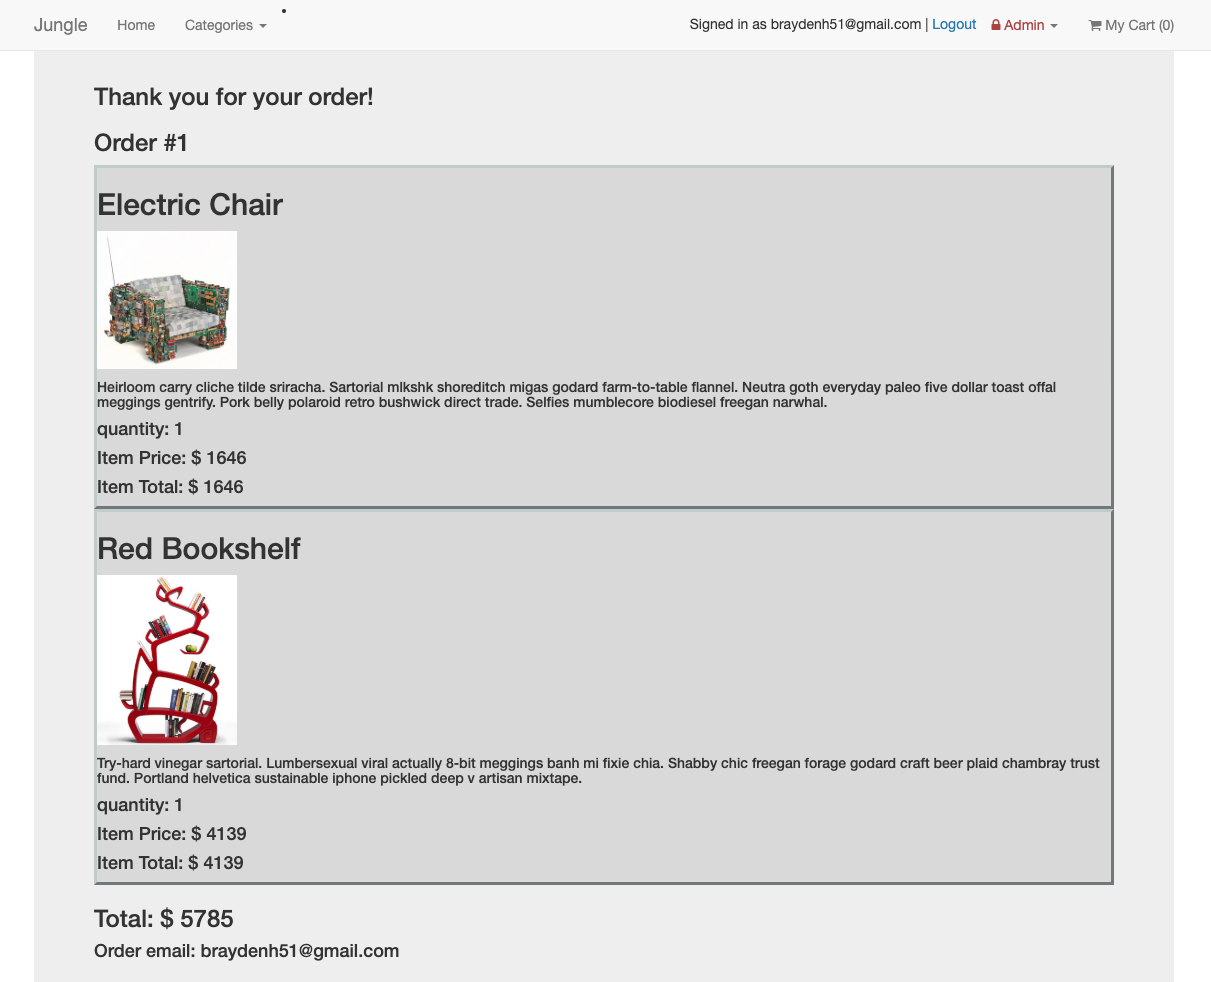 Jungle Home Categories Signed in as braydenh51@gmail.com | Logout Admin My Cart (0)
Thank you for your order!
Order #1
Electric Chair
Heirloom carry cliche tilde sriracha. Sartorial mlkshk shoreditch migas godard farm-to-table flannel. Neutra goth everyday paleo five dollar toast offal
meggings gentrify. Pork belly polaroid retro bushwick direct trade. Selfies mumblecore biodiesel freegan narwhal.
quantity: 1
Item Price: $ 1646
Item Total: $ 1646
Red Bookshelf
Try-hard vinegar sartorial. Lumbersexual viral actually 8-bit meggings banh mi fixie chia. Shabby chic freegan forage godard craft beer plaid chambray trust
fund. Portland helvetica sustainable iphone pickled deep v artisan mixtape.
quantity: 1
Item Price: $ 4139
Item Total: $ 4139
Total: $ 5785
Order email: braydenh51@gmail.com